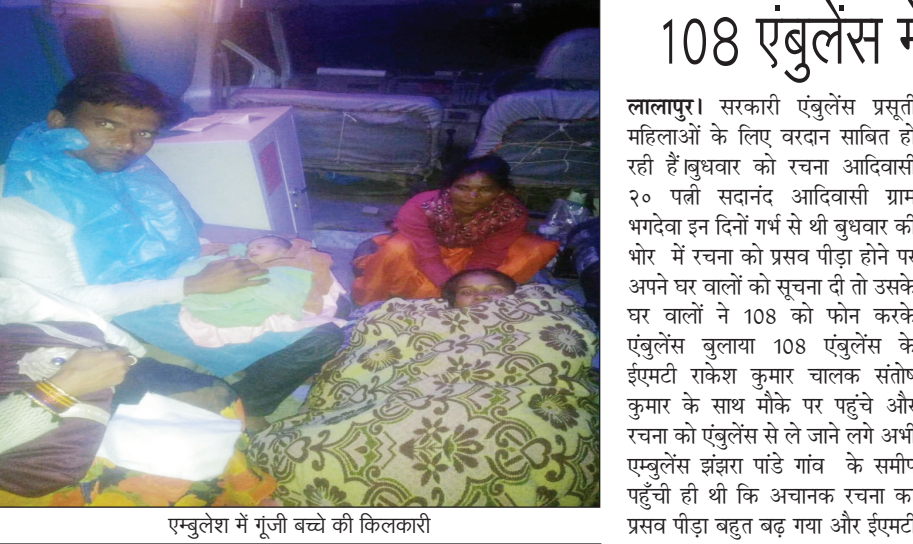 108 एंबुलेंस में
लालापुर। सरकारी एंबुलेंस प्रसूती
महिलाओं के लिए वरदान साबित हो
रही हैं।बुधवार को रचना आदिवासी
२० पत्नी सदानंद आदिवासी ग्राम
भगदेवा इन दिनों गर्भ से थी बुधवार की
भोर में रचना को प्रसव पीड़ा होने पर
अपने घर वालों को सूचना दी तो उसके
घर वालों ने 108 को फोन करके
एंबुलेंस बुलाया 108 एंबुलेंस के
ईएमटी राकेश कुमार चालक संतोष
कुमार के साथ मौके पर पहुंचे और
रचना को एंबुलेंस से ले जाने लगे अभी
एम्बुलेंस झंझरा पांडे गांव के समीप
पहुँची ही थी कि अचानक रचना का
प्रसव पीड़ा बहुत बढ़ गया और ईएमटी
एम्बुलेश में गूंजी बच्चे की किलकारी